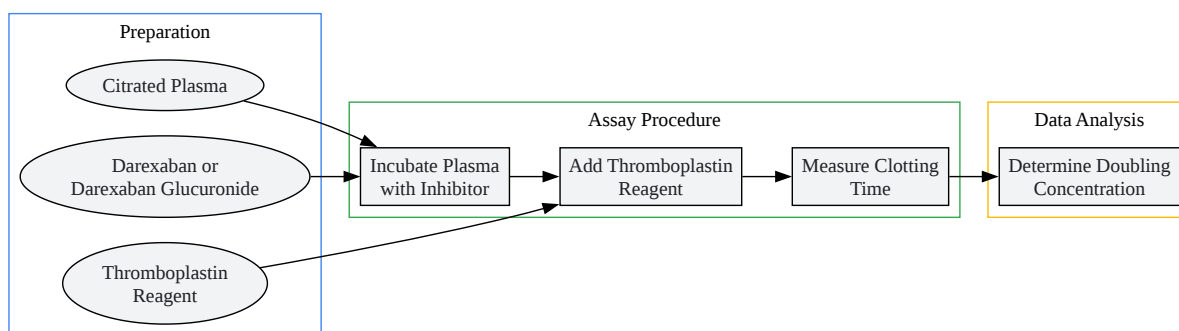 Preparation
Citrated Plasma
Darexaban or
Darexaban Glucuronide
Thromboplastin
Reagent
Assay Procedure
Incubate Plasma
with Inhibitor
Add Thromboplastin
Reagent
Measure Clotting
Time
Data Analysis
Determine Doubling
Concentration